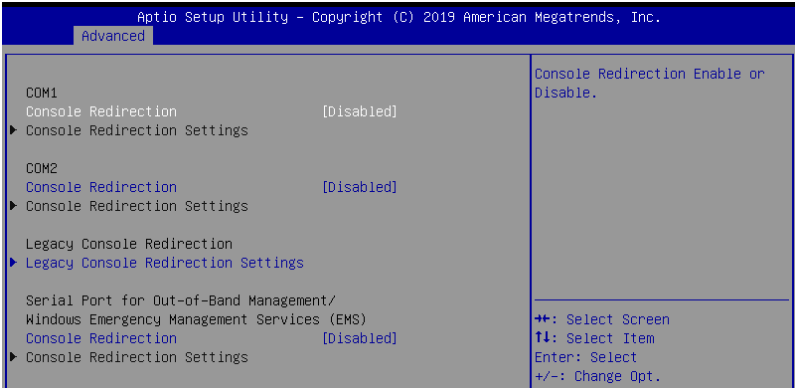 Aptio Setup Utility – Copyright (C) 2019 American Megatrends, Inc.
Advanced
COM1
Console Redirection [Disabled]
Console Redirection Settings
COM2
Console Redirection [Disabled]
Console Redirection Settings
Legacy Console Redirection
Legacy Console Redirection Settings
Serial Port for Out-of-Band Management/
Windows Emergency Management Services (EMS)
Console Redirection [Disabled]
Console Redirection Settings
Console Redirection Enable or
Disable.
→←: Select Screen
↑↓: Select Item
Enter: Select
+/-: Change Opt.